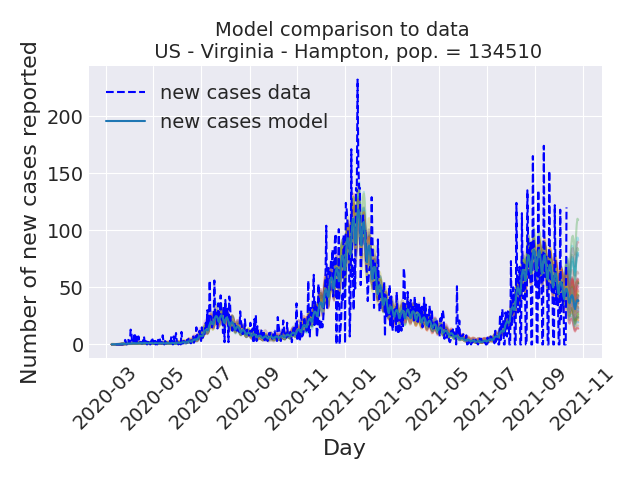 Model comparison to data
US - Virginia - Hampton, pop. = 134510
Number of new cases reported
new cases data
new cases model
200
150
100
50
0
2020-03
2020-05
2020-07
2020-09
2020-11
2021-01
2021-03
2021-05
2021-07
2021-09
2021-11
Day